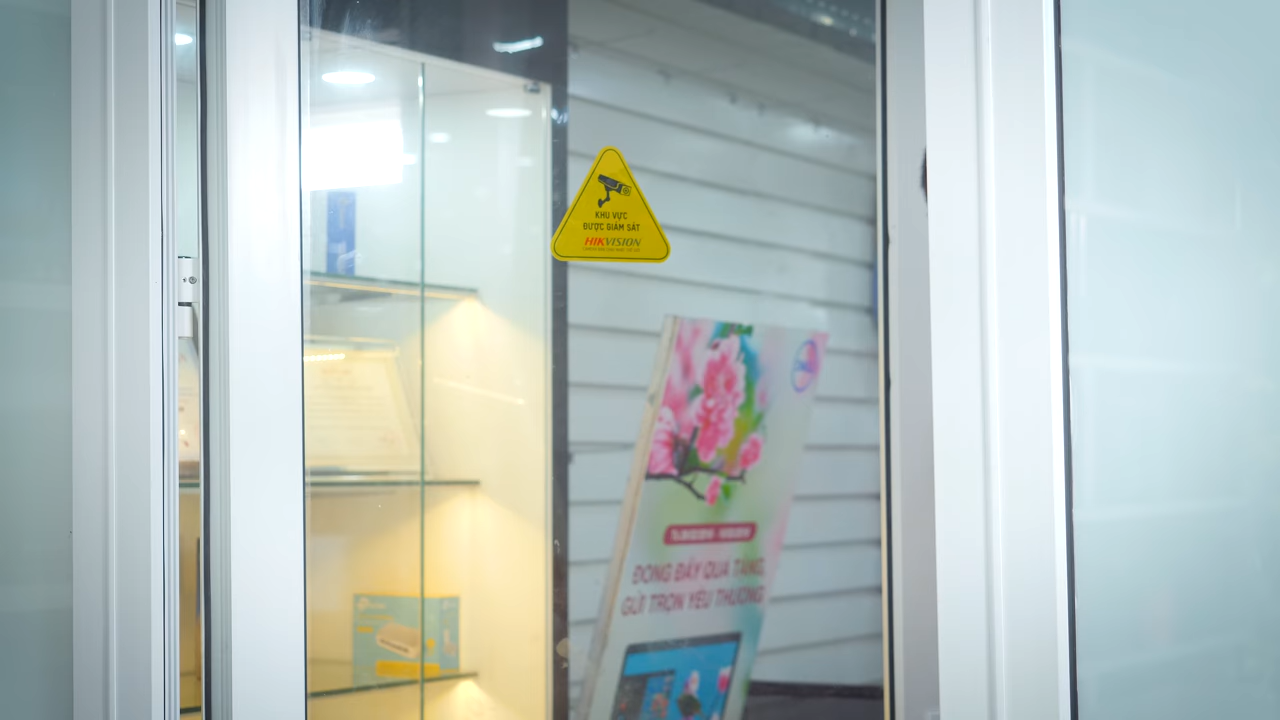 KHU VỰC
ĐƯỢC GIÁM SÁT
HIKVISION
ĐONG ĐẦY QUÀ TẶNG
GỬI TRỌN YÊU THƯƠNG